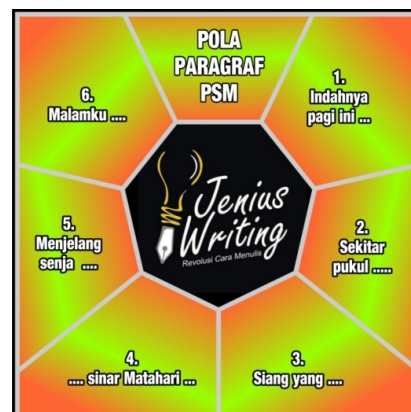 POLA
PARAGRAF
PSM
1.
Indahnya
pagi ini ...
2.
Sekitar
pukul .....
3.
Siang yang ....
4.
.... sinar Matahari ...
5.
Menjelang
senja ....
6.
Malamku ....
Jenius
Writing
Revolusi Cara Menulis